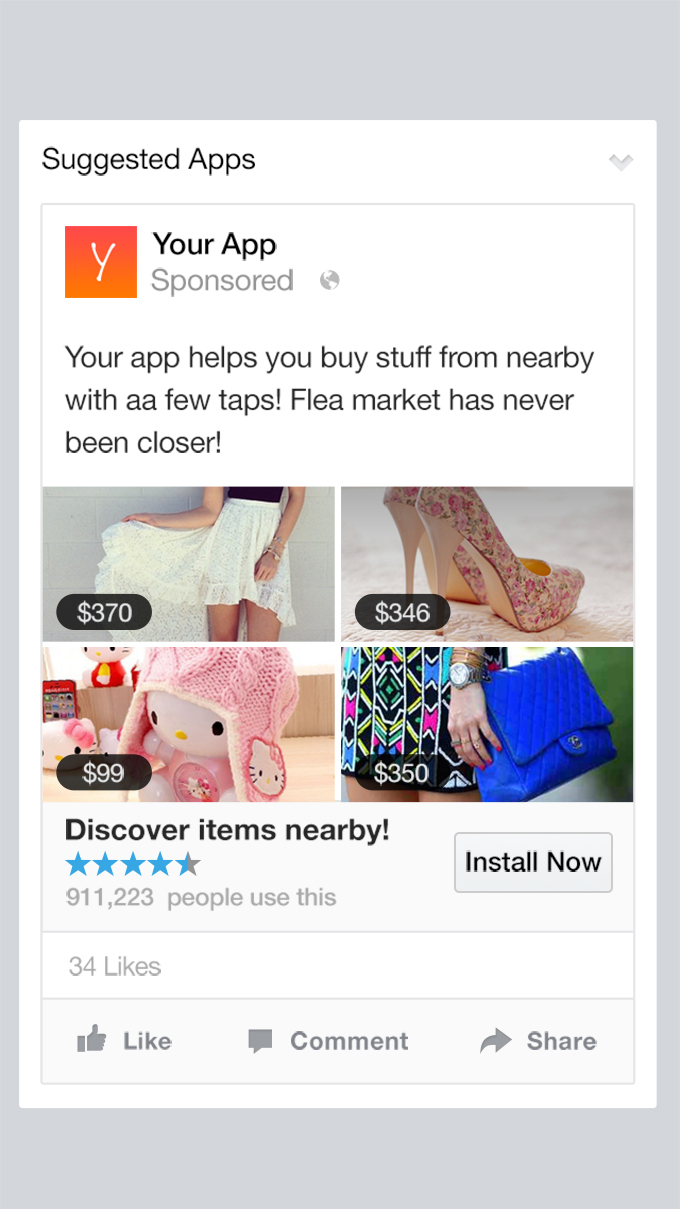 Suggested Apps
Y
Your App
Sponsored
Your app helps you buy stuff from nearby
with aa few taps! Flea market has never
been closer!
$370
$346
$99
$350
Discover items nearby!
911,223 people use this
Install Now
34 Likes
Like
Comment
Share